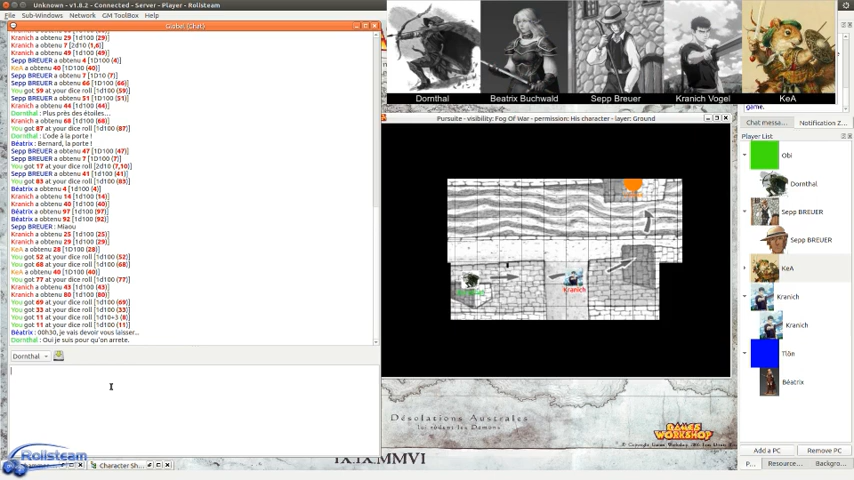 Unknown - v1.8.2 - Connected - Server - Player - Rolisteam
File Sub-Windows Network GM ToolBox Help
Global (Chat)
Kranich a obtenu 29 [1d100 (29)]
Kranich a obtenu 7 [2d10 (1,6)]
Kranich a obtenu 49 [1d100 (49)]
Sepp BREUER a obtenu 4 [1D100 (4)]
KeA a obtenu 40 [1D100 (40)]
Sepp BREUER a obtenu 7 [1D10 (7)]
Sepp BREUER a obtenu 66 [1D100 (66)]
You got 59 at your dice roll [1d100 (59)]
Sepp BREUER a obtenu 51 [1D100 (51)]
Kranich a obtenu 44 [1d100 (44)]
Dornthal : Plus près des étoiles...
Kranich a obtenu 68 [1d100 (68)]
You got 87 at your dice roll [1d100 (87)]
Dornthal : L'ode à la porte !
Béatrix : Bernard, la porte !
Sepp BREUER a obtenu 47 [1D100 (47)]
Sepp BREUER a obtenu 7 [1D100 (7)]
You got 17 at your dice roll [2d10 (7,10)]
Sepp BREUER a obtenu 41 [1D100 (41)]
You got 83 at your dice roll [1d100 (83)]
Béatrix a obtenu 4 [1D100 (4)]
Kranich a obtenu 14 [1d100 (14)]
Kranich a obtenu 40 [1d100 (40)]
Béatrix a obtenu 97 [1D100 (97)]
Béatrix a obtenu 92 [1D100 (92)]
Sepp BREUER : Miaou
Kranich a obtenu 25 [1d100 (25)]
Kranich a obtenu 29 [1d100 (29)]
KeA a obtenu 28 [1D100 (28)]
You got 52 at your dice roll [1d100 (52)]
You got 68 at your dice roll [1d100 (68)]
KeA a obtenu 40 [1D100 (40)]
You got 77 at your dice roll [1d100 (77)]
Kranich a obtenu 43 [1d100 (43)]
Kranich a obtenu 80 [1d100 (80)]
You got 69 at your dice roll [1d100 (69)]
You got 33 at your dice roll [1d100 (33)]
You got 11 at your dice roll [1d10+3 (8)]
You got 11 at your dice roll [1d100 (11)]
Béatrix : 00h30, je vais devoir vous laisser...
Dornthal : Oui je suis pour qu'on arrete.
Dornthal
Rolisteam
Character Sh...
Dornthal
Beatrix Buchwald
Sepp Breuer
Kranich Vogel
KeA
game.
Pursuite - visibility: Fog Of War - permission: His character - layer: Ground
Kranich
Désolations Australes
où rodent les Démons
GAMES WORKSHOP
IX.IX.MMVI
Chat messa...
Notification Z...
Player List
Obi
Dornthal
Sepp BREUER
Sepp BREUER
KeA
Kranich
Kranich
Tlön
Béatrix
Add a PC
Remove PC
P...
Resource...
Backgro...